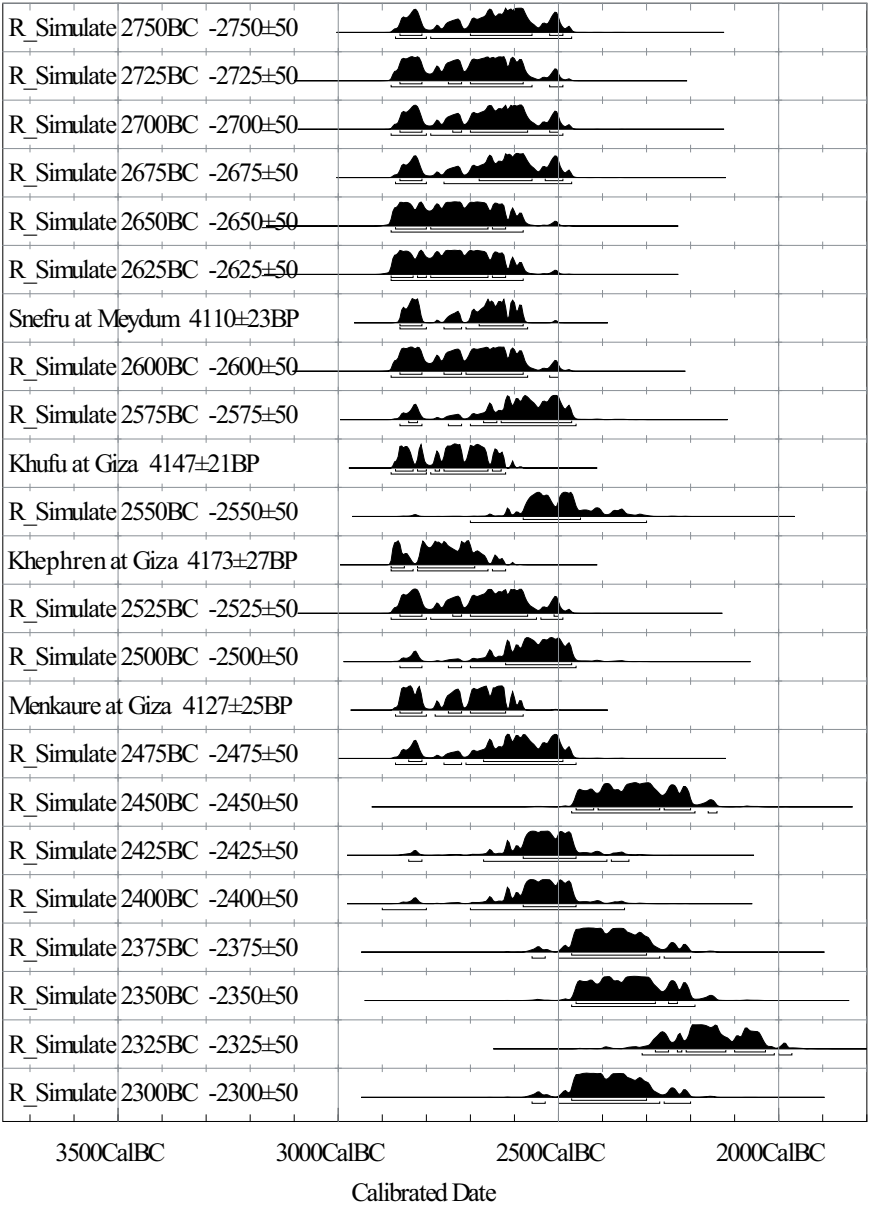 R_Simulate 2750BC -2750±50
R_Simulate 2725BC -2725±50
R_Simulate 2700BC -2700±50
R_Simulate 2675BC -2675±50
R_Simulate 2650BC -2650±50
R_Simulate 2625BC -2625±50
Snefru at Meydum 4110±23BP
R_Simulate 2600BC -2600±50
R_Simulate 2575BC -2575±50
Khufu at Giza 4147±21BP
R_Simulate 2550BC -2550±50
Khephren at Giza 4173±27BP
R_Simulate 2525BC -2525±50
R_Simulate 2500BC -2500±50
Menkaure at Giza 4127±25BP
R_Simulate 2475BC -2475±50
R_Simulate 2450BC -2450±50
R_Simulate 2425BC -2425±50
R_Simulate 2400BC -2400±50
R_Simulate 2375BC -2375±50
R_Simulate 2350BC -2350±50
R_Simulate 2325BC -2325±50
R_Simulate 2300BC -2300±50
3500CalBC 3000CalBC 2500CalBC 2000CalBC
Calibrated Date